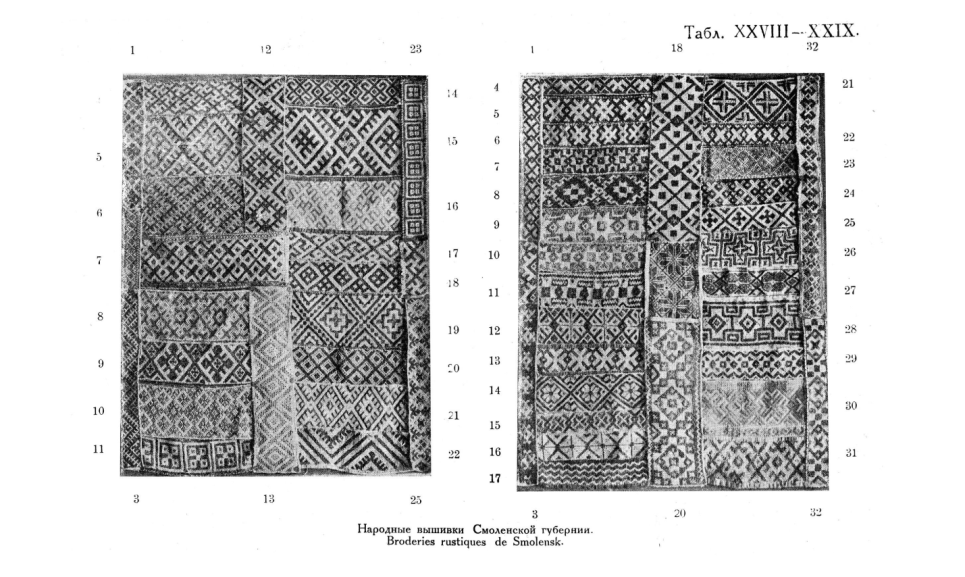 Табл. XXVIII–XXIX.
1 12 23 1 18 32
14 4 21
5
15 6 22
5 7 23
8 24
6 16 9 25
17 10 26
7
18 11 27
8 19 12 28
9 20 13 29
14
10 21 15 30
11 22 16 31
17
3 13 25 3 20 32
Народные вышивки Смоленской губернии.
Broderies rustiques de Smolensk.